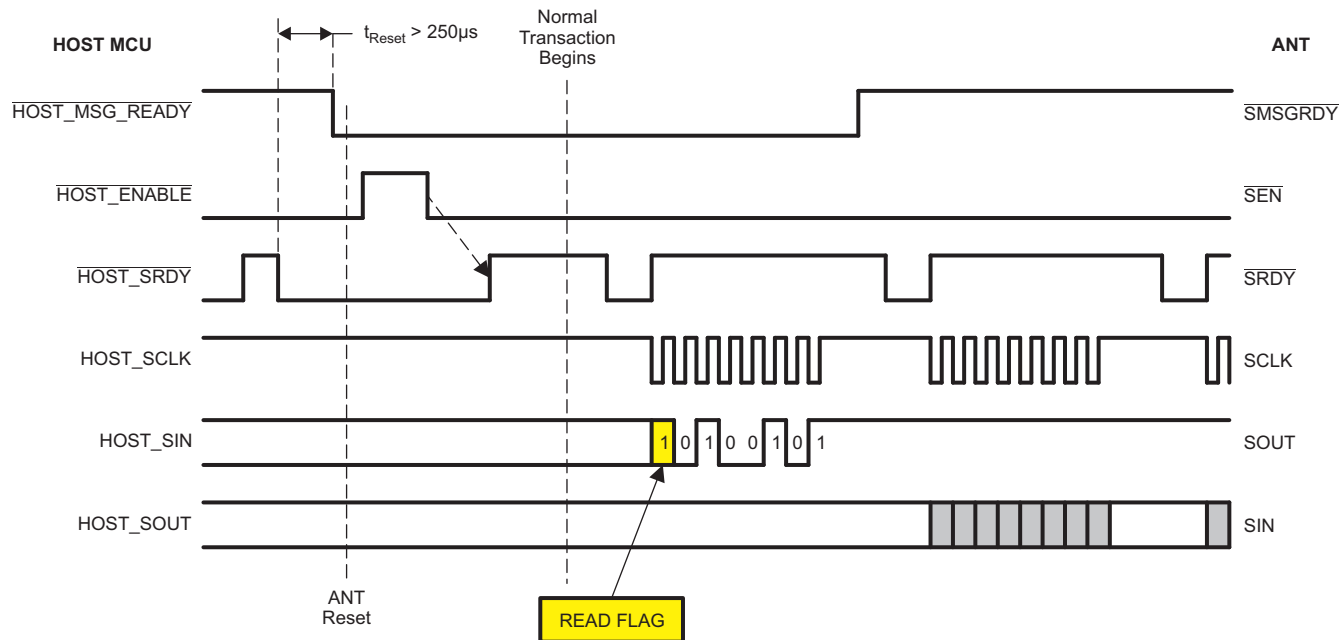 HOST MCU
t_Reset > 250µs
Normal
Transaction
Begins
ANT
HOST_MSG_READY
SMSGRDY
HOST_ENABLE
SEN
HOST_SRDY
SRDY
HOST_SCLK
SCLK
HOST_SIN
1 0 1 0 0 1 0 1
SOUT
HOST_SOUT
SIN
ANT
Reset
READ FLAG